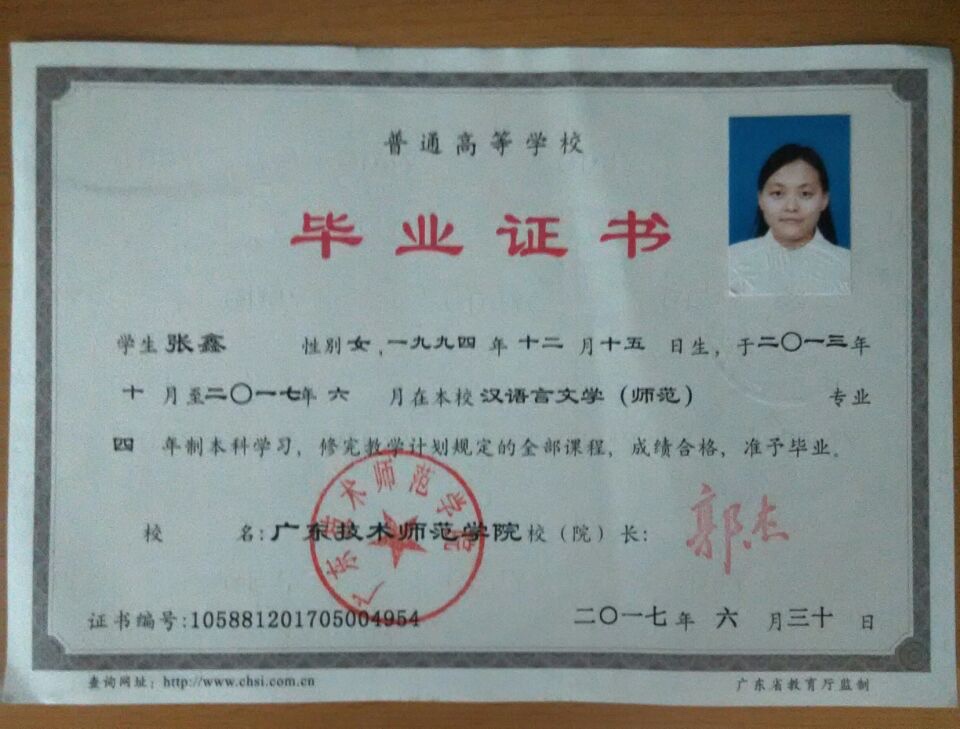 普通高等学校
毕业证书
学生 张鑫 性别 女，一九九四 年 十二 月 十五 日生，于 二〇一三 年
十 月至 二〇一七 年 六 月在本校 汉语言文学（师范） 专业
四 年制本科学习，修完教学计划规定的全部课程，成绩合格，准予毕业。
校 名：广东技术师范学院 校（院）长：郭杰
广东技术师范学院
证书编号：105881201705004954 二〇一七 年 六 月 三十 日
查询网址：http://www.chsi.com.cn 广东省教育厅监制